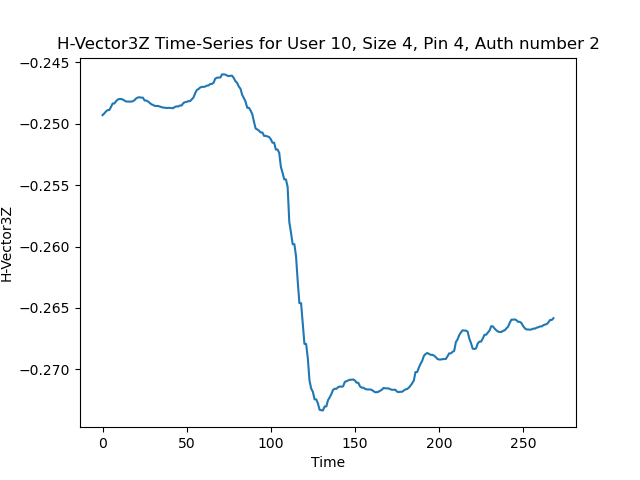 H-Vector3Z Time-Series for User 10, Size 4, Pin 4, Auth number 2
−0.245
−0.250
−0.255
−0.260
−0.265
−0.270
H-Vector3Z
0 50 100 150 200 250
Time